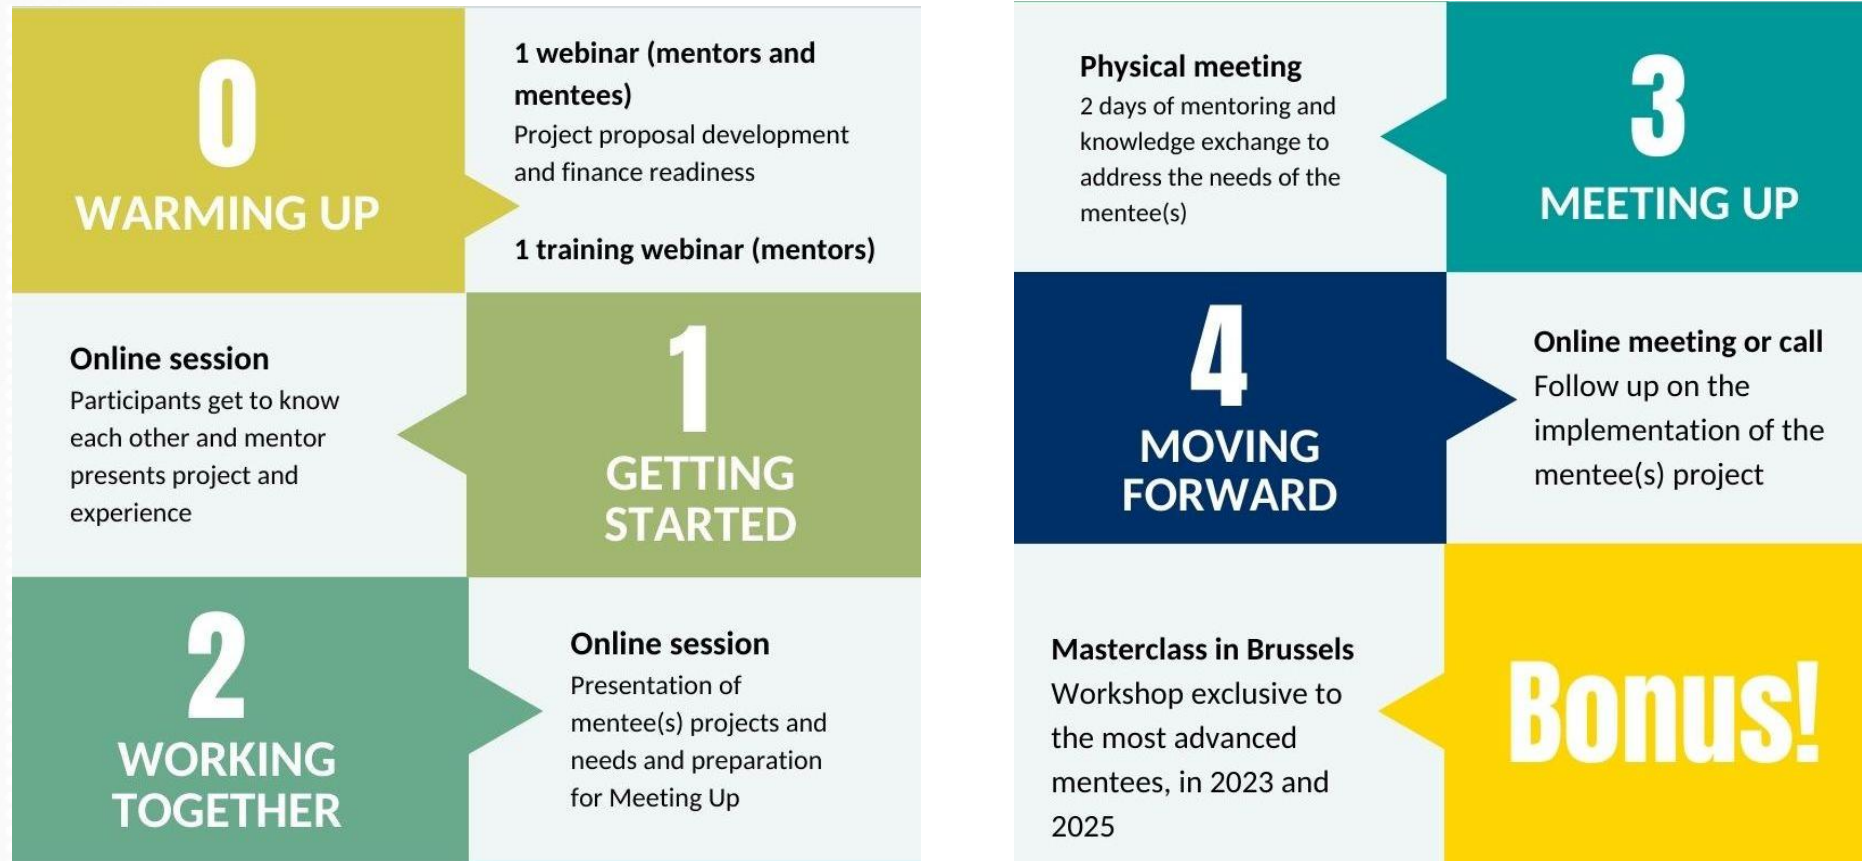 0
WARMING UP
1 webinar (mentors and
mentees)
Project proposal development
and finance readiness
1 training webinar (mentors)
1
GETTING
STARTED
Online session
Participants get to know
each other and mentor
presents project and
experience
2
WORKING
TOGETHER
Online session
Presentation of
mentee(s) projects and
needs and preparation
for Meeting Up
3
MEETING UP
Physical meeting
2 days of mentoring and
knowledge exchange to
address the needs of the
mentee(s)
4
MOVING
FORWARD
Online meeting or call
Follow up on the
implementation of the
mentee(s) project
Bonus!
Masterclass in Brussels
Workshop exclusive to
the most advanced
mentees, in 2023 and
2025